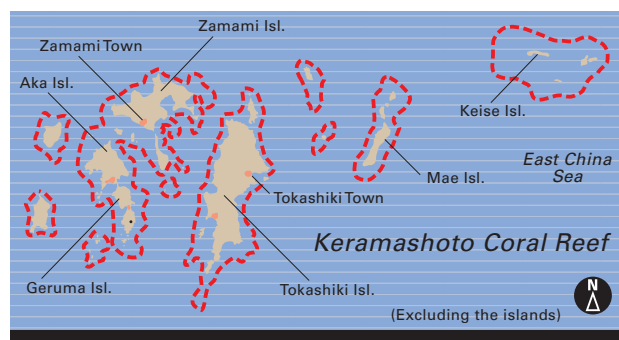 Zamami Isl.
Zamami Town
Aka Isl.
Keise Isl.
East China
Sea
Mae Isl.
Tokashiki Town
Keramashoto Coral Reef
Geruma Isl.
Tokashiki Isl.
N
(Excluding the islands)